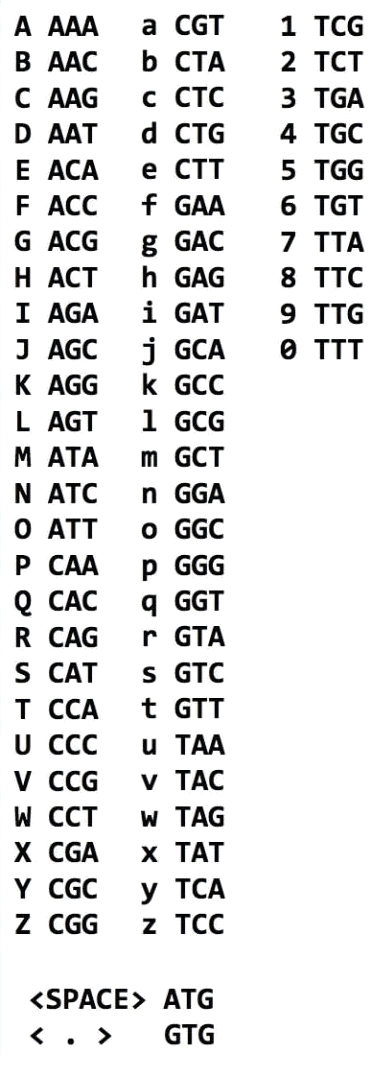 A AAA a CGT 1 TCG
B AAC b CTA 2 TCT
C AAG c CTC 3 TGA
D AAT d CTG 4 TGC
E ACA e CTT 5 TGG
F ACC f GAA 6 TGT
G ACG g GAC 7 TTA
H ACT h GAG 8 TTC
I AGA i GAT 9 TTG
J AGC j GCA 0 TTT
K AGG k GCC
L AGT l GCG
M ATA m GCT
N ATC n GGA
O ATT o GGC
P CAA p GGG
Q CAC q GGT
R CAG r GTA
S CAT s GTC
T CCA t GTT
U CCC u TAA
V CCG v TAC
W CCT w TAG
X CGA x TAT
Y CGC y TCA
Z CGG z TCC
<SPACE> ATG
< . > GTG